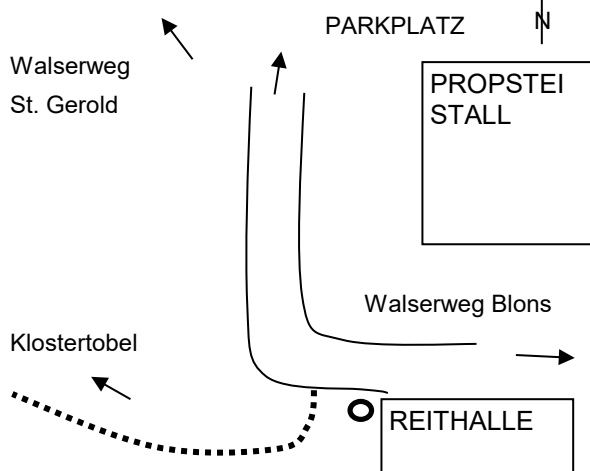 PARKPLATZ
N
Walserweg
St. Gerold
PROPSTEI
STALL
Walserweg Blons
Klostertobel
REITHALLE